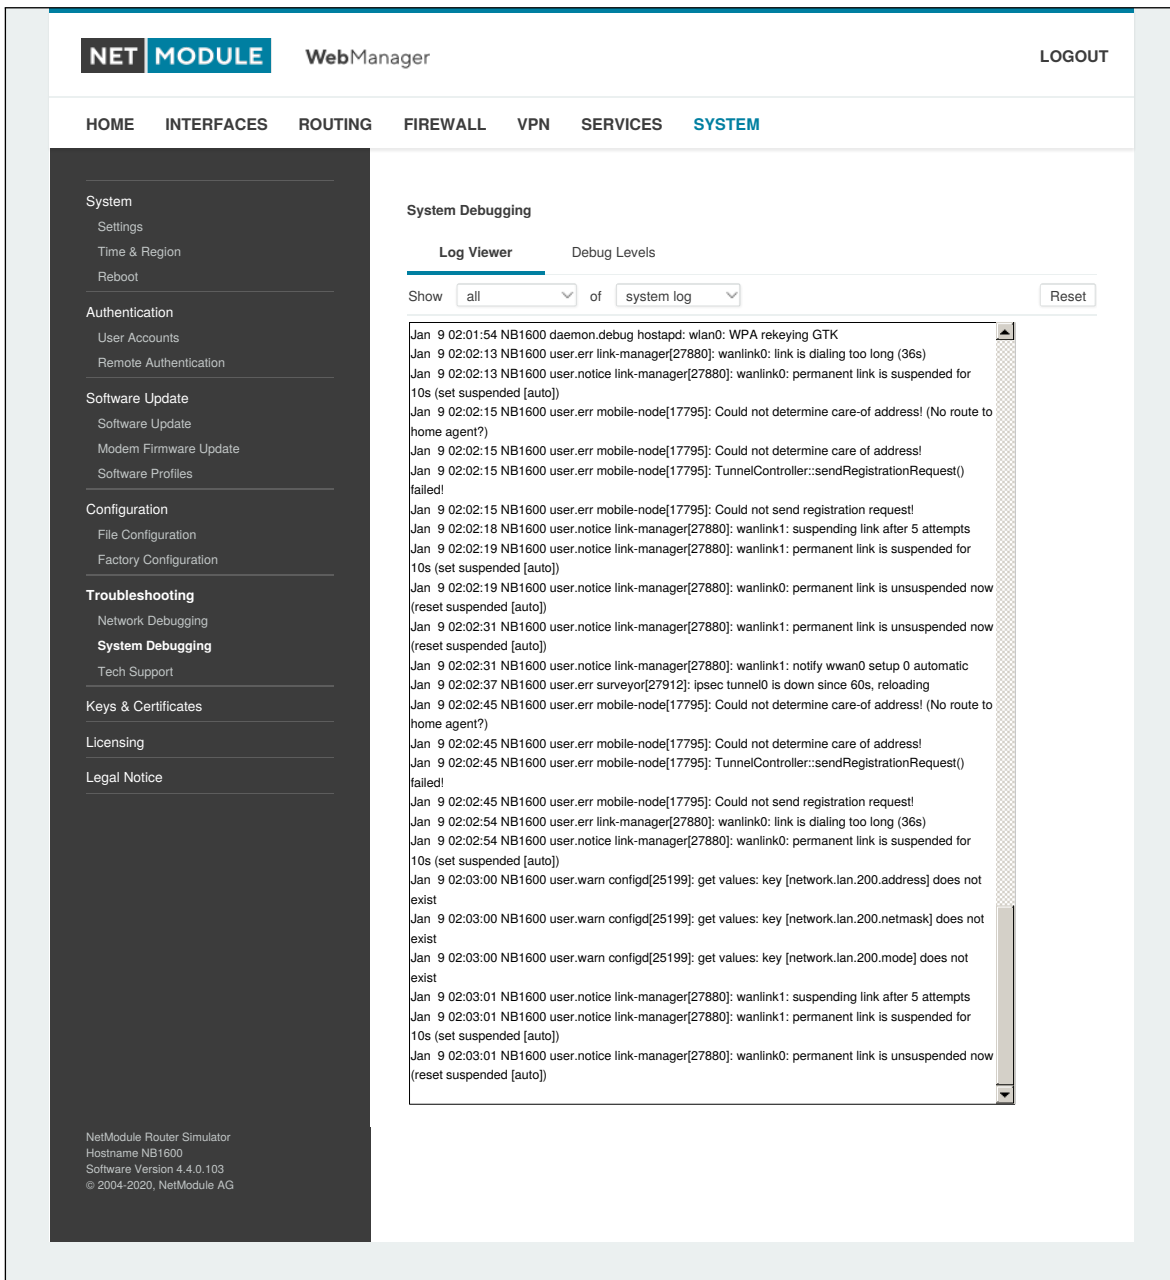 NET MODULE WebManager LOGOUT
HOME INTERFACES ROUTING FIREWALL VPN SERVICES SYSTEM
System
Settings
Time & Region
Reboot
Authentication
User Accounts
Remote Authentication
Software Update
Software Update
Modem Firmware Update
Software Profiles
Configuration
File Configuration
Factory Configuration
Troubleshooting
Network Debugging
System Debugging
Tech Support
Keys & Certificates
Licensing
Legal Notice
NetModule Router Simulator
Hostname NB1600
Software Version 4.4.0.103
© 2004-2020, NetModule AG
System Debugging
Log Viewer Debug Levels
Show all of system log Reset
Jan 9 02:01:54 NB1600 daemon.debug hostapd: wlan0: WPA rekeying GTK
Jan 9 02:02:13 NB1600 user.err link-manager[27880]: wanlink0: link is dialing too long (36s)
Jan 9 02:02:13 NB1600 user.notice link-manager[27880]: wanlink0: permanent link is suspended for
10s (set suspended [auto])
Jan 9 02:02:15 NB1600 user.err mobile-node[17795]: Could not determine care-of address! (No route to
home agent?)
Jan 9 02:02:15 NB1600 user.err mobile-node[17795]: Could not determine care of address!
Jan 9 02:02:15 NB1600 user.err mobile-node[17795]: TunnelController::sendRegistrationRequest()
failed!
Jan 9 02:02:15 NB1600 user.err mobile-node[17795]: Could not send registration request!
Jan 9 02:02:18 NB1600 user.notice link-manager[27880]: wanlink1: suspending link after 5 attempts
Jan 9 02:02:19 NB1600 user.notice link-manager[27880]: wanlink1: permanent link is suspended for
10s (set suspended [auto])
Jan 9 02:02:19 NB1600 user.notice link-manager[27880]: wanlink0: permanent link is unsuspended now
(reset suspended [auto])
Jan 9 02:02:31 NB1600 user.notice link-manager[27880]: wanlink1: permanent link is unsuspended now
(reset suspended [auto])
Jan 9 02:02:31 NB1600 user.notice link-manager[27880]: wanlink1: notify wwan0 setup 0 automatic
Jan 9 02:02:37 NB1600 user.err surveyor[27912]: ipsec tunnel0 is down since 60s, reloading
Jan 9 02:02:45 NB1600 user.err mobile-node[17795]: Could not determine care-of address! (No route to
home agent?)
Jan 9 02:02:45 NB1600 user.err mobile-node[17795]: Could not determine care of address!
Jan 9 02:02:45 NB1600 user.err mobile-node[17795]: TunnelController::sendRegistrationRequest()
failed!
Jan 9 02:02:45 NB1600 user.err mobile-node[17795]: Could not send registration request!
Jan 9 02:02:54 NB1600 user.err link-manager[27880]: wanlink0: link is dialing too long (36s)
Jan 9 02:02:54 NB1600 user.notice link-manager[27880]: wanlink0: permanent link is suspended for
10s (set suspended [auto])
Jan 9 02:03:00 NB1600 user.warn configd[25199]: get values: key [network.lan.200.address] does not
exist
Jan 9 02:03:00 NB1600 user.warn configd[25199]: get values: key [network.lan.200.netmask] does not
exist
Jan 9 02:03:00 NB1600 user.warn configd[25199]: get values: key [network.lan.200.mode] does not
exist
Jan 9 02:03:01 NB1600 user.notice link-manager[27880]: wanlink1: suspending link after 5 attempts
Jan 9 02:03:01 NB1600 user.notice link-manager[27880]: wanlink1: permanent link is suspended for
10s (set suspended [auto])
Jan 9 02:03:01 NB1600 user.notice link-manager[27880]: wanlink0: permanent link is unsuspended now
(reset suspended [auto])